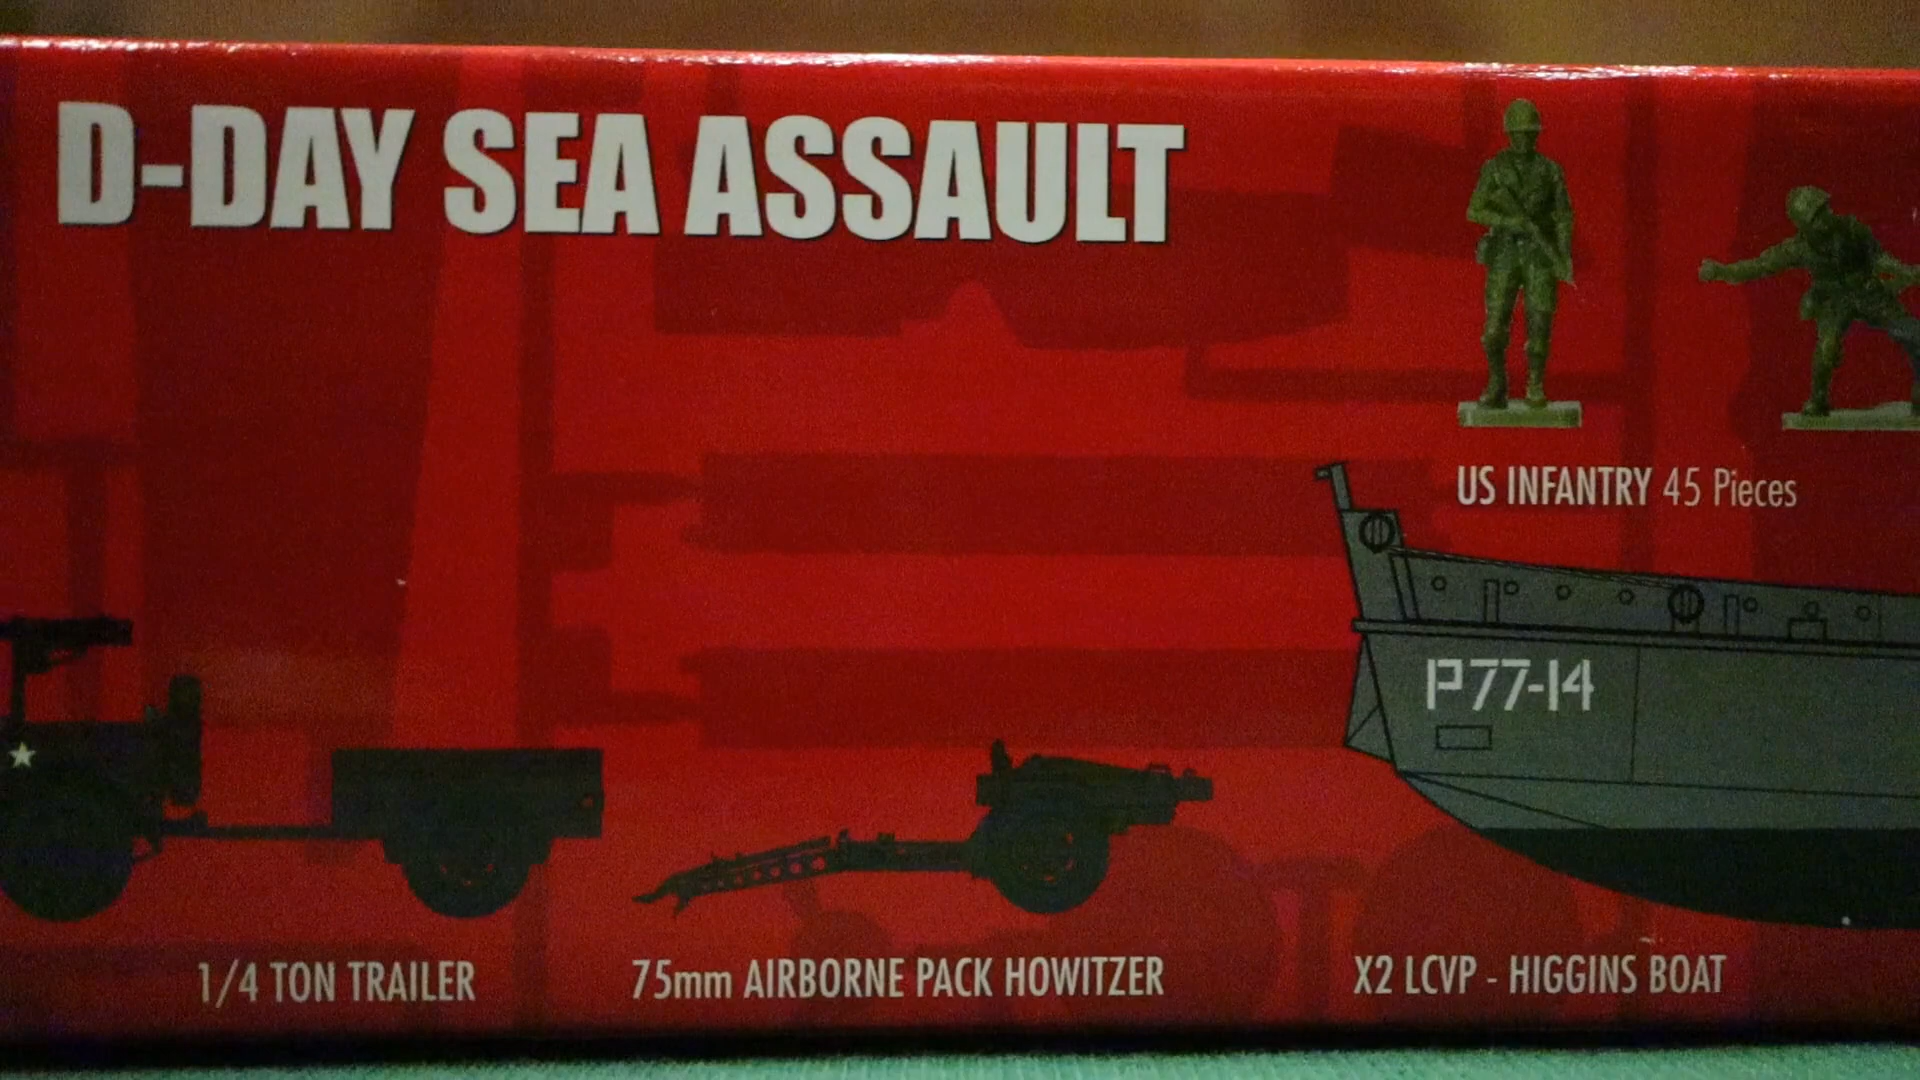 D-DAY SEA ASSAULT
US INFANTRY 45 Pieces
P77-14
1/4 TON TRAILER
75mm AIRBORNE PACK HOWITZER
X2 LCVP - HIGGINS BOAT